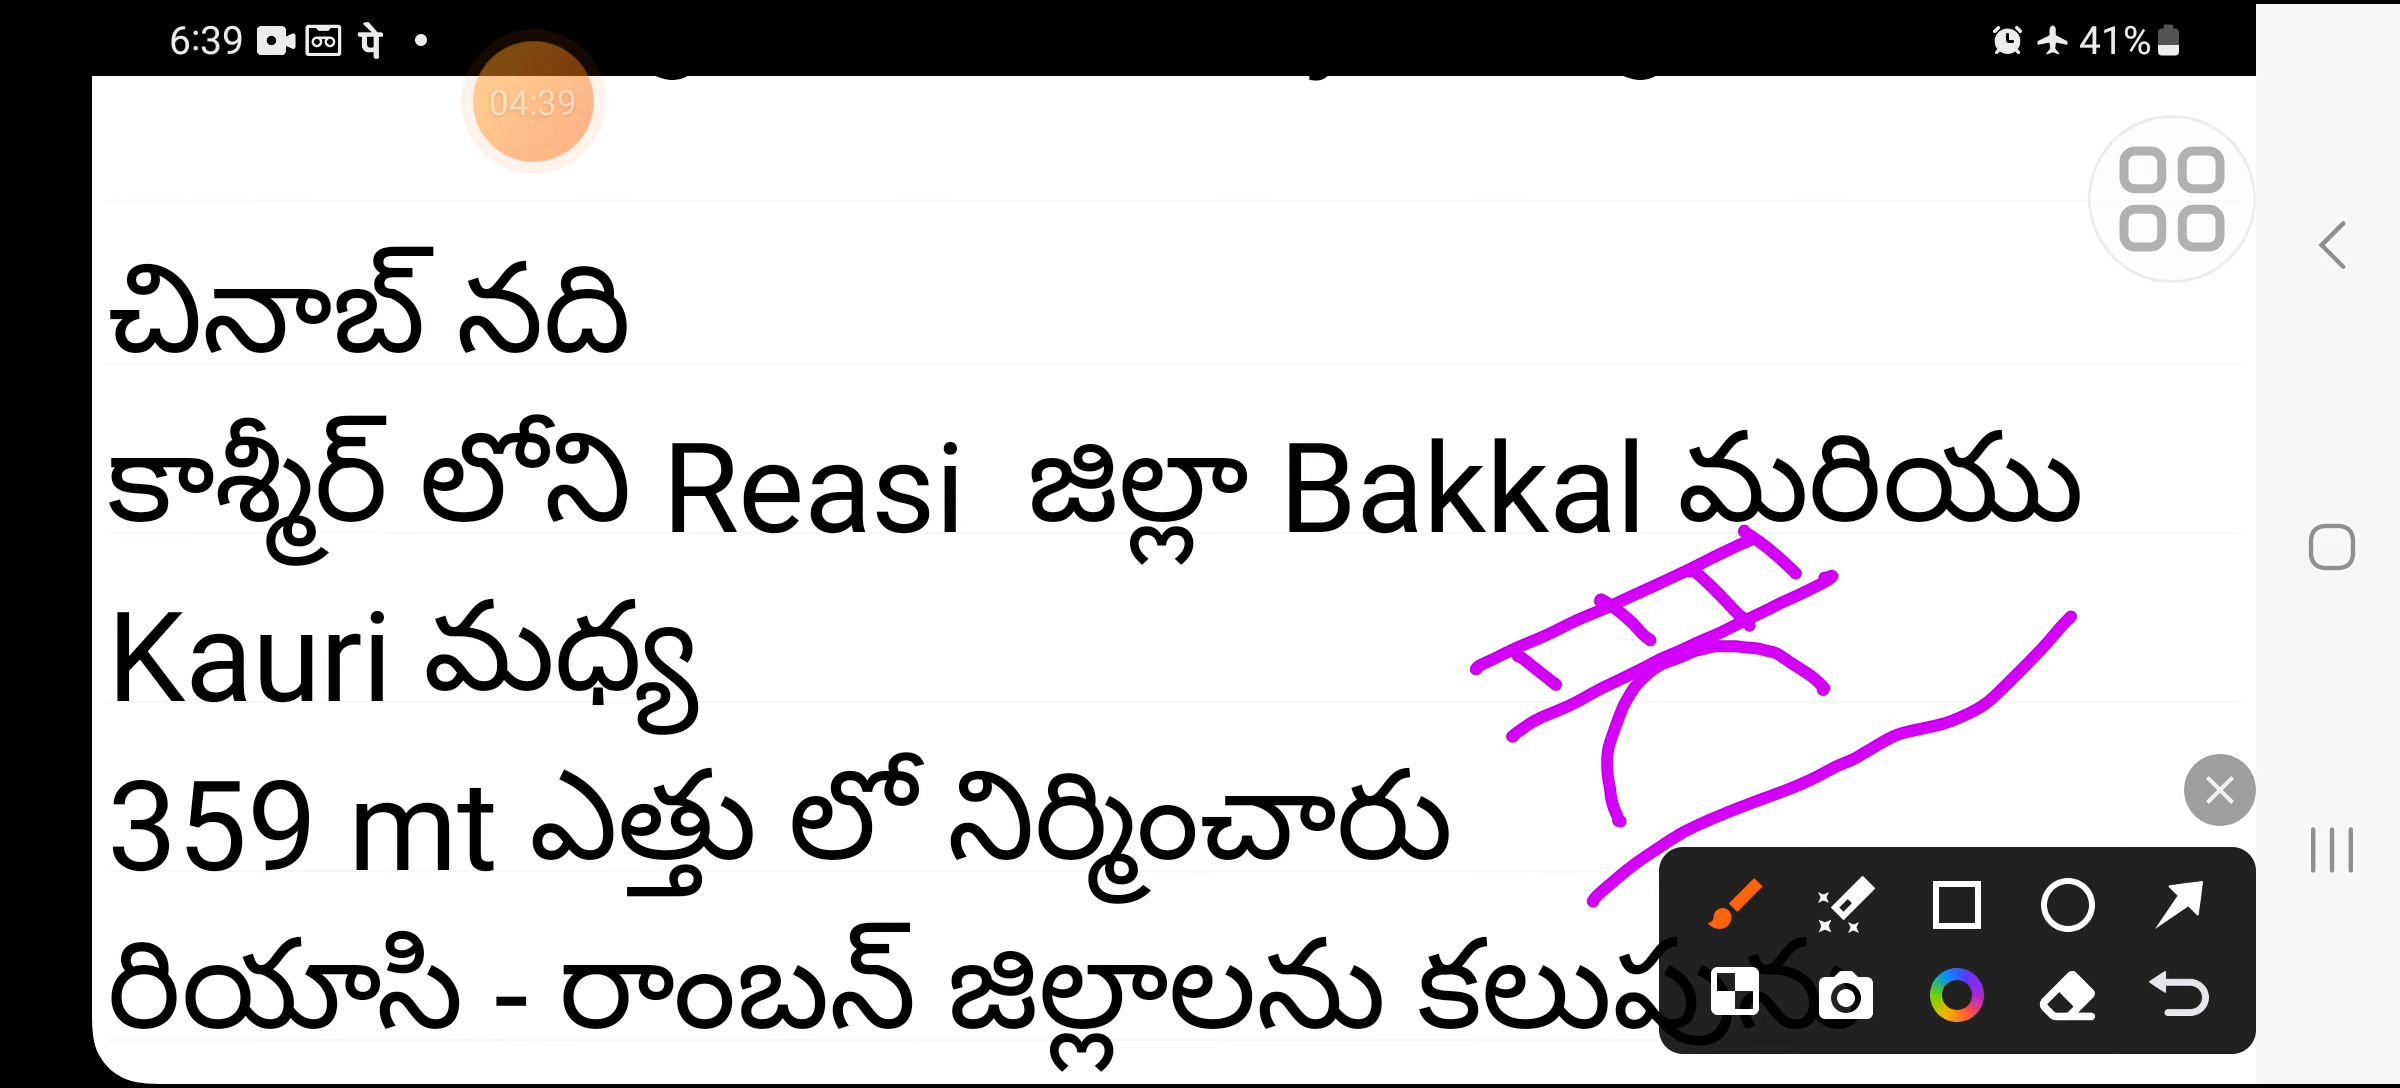 6:39 पे 41%
04:39
చినాబ్ నది
కాశ్మీర్ లోని Reasi జిల్లా Bakkal మరియు
Kauri మధ్య
359 mt ఎత్తు లో నిర్మించారు
రియాసి - రాంబన్ జిల్లాలను కలుపును